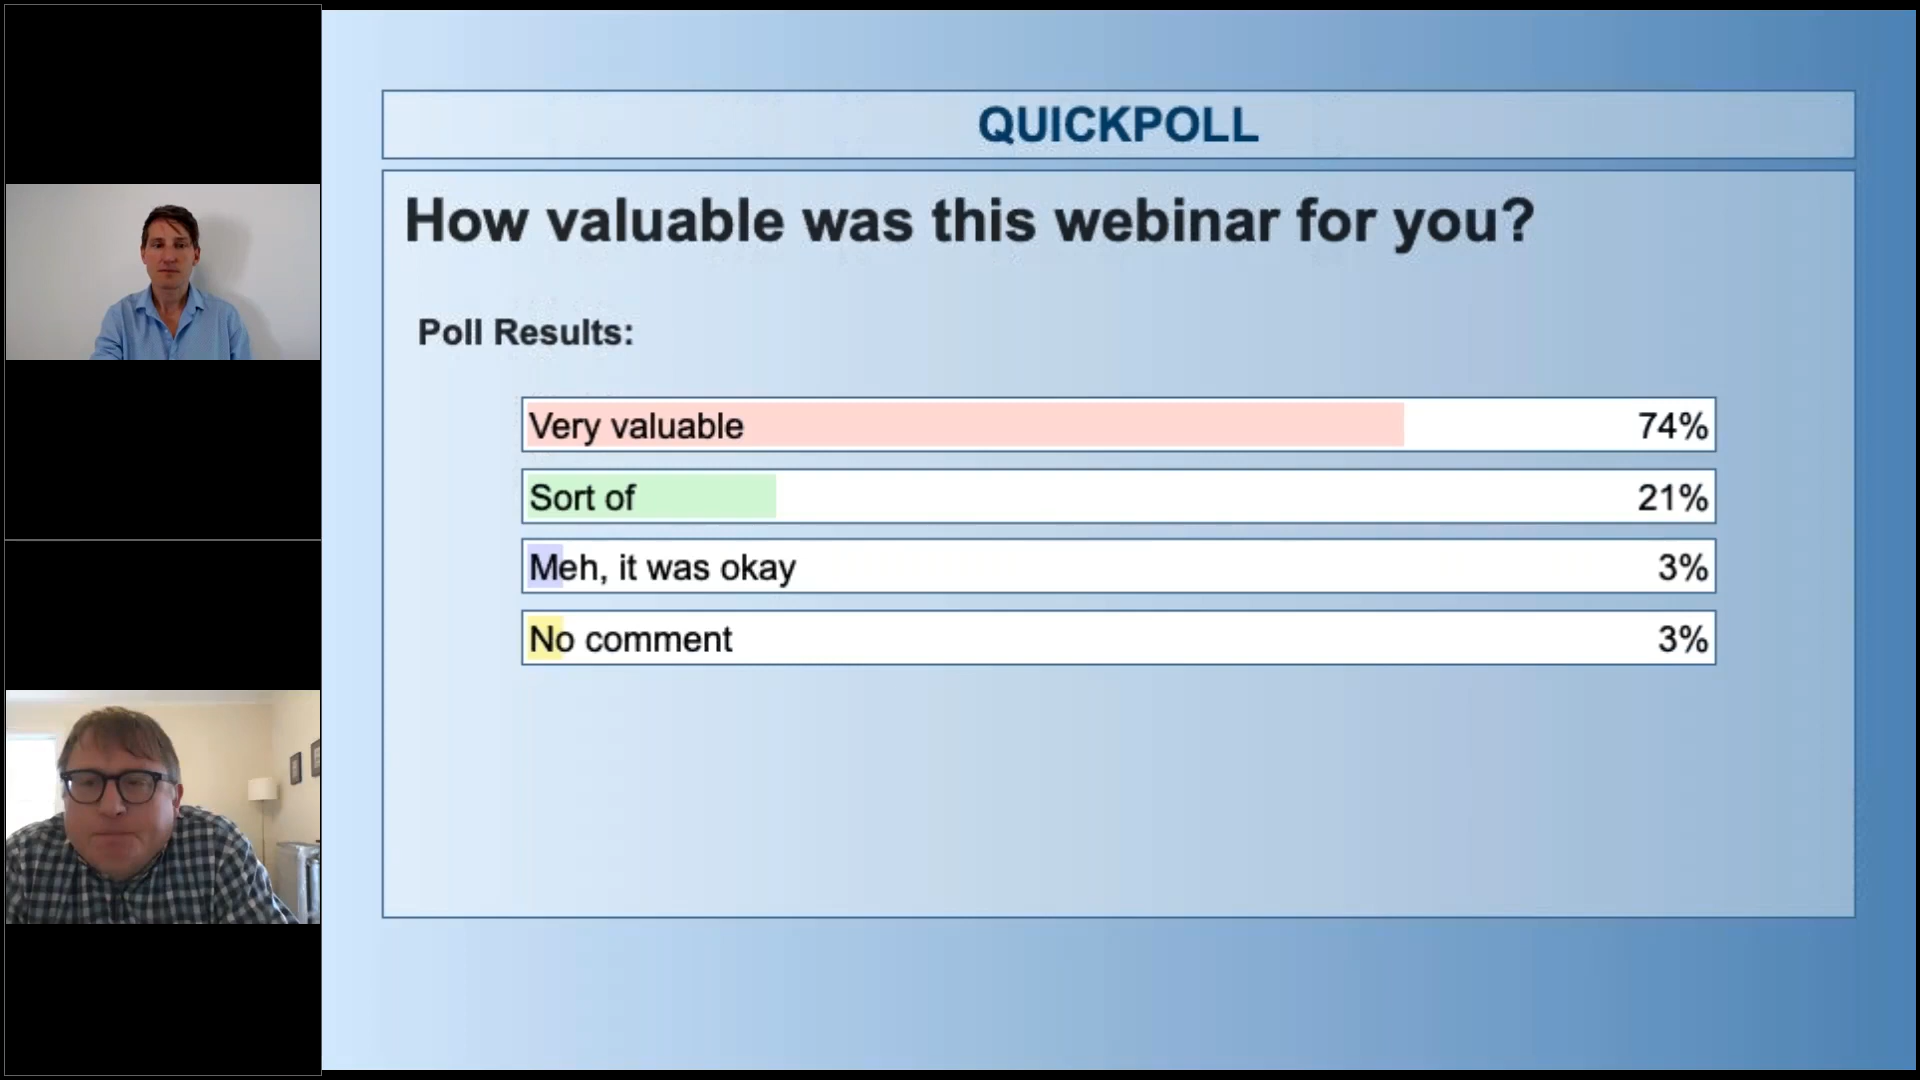 QUICKPOLL
How valuable was this webinar for you?
Poll Results:
Very valuable 74%
Sort of 21%
Meh, it was okay 3%
No comment 3%